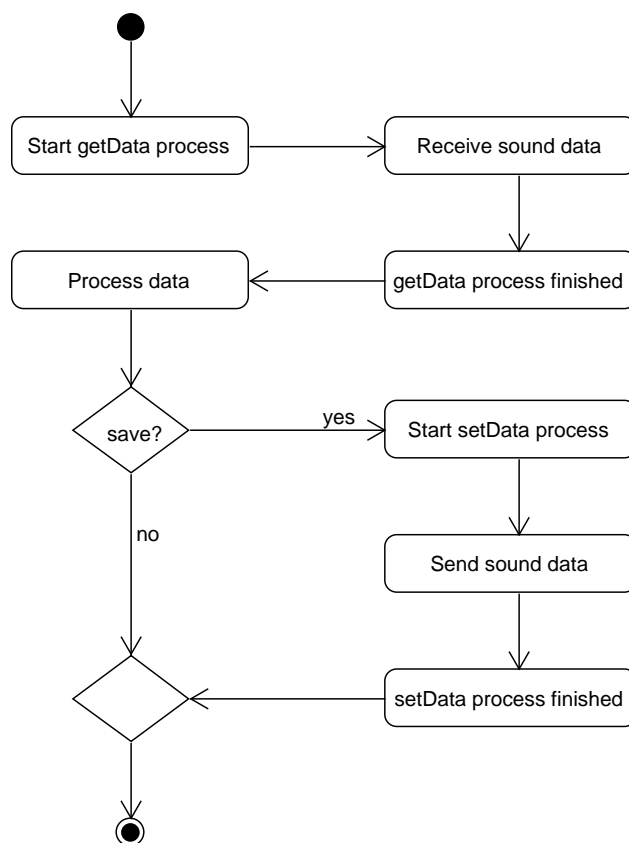 Start getData process
Receive sound data
Process data
getData process finished
save?
yes
Start setData process
no
Send sound data
setData process finished